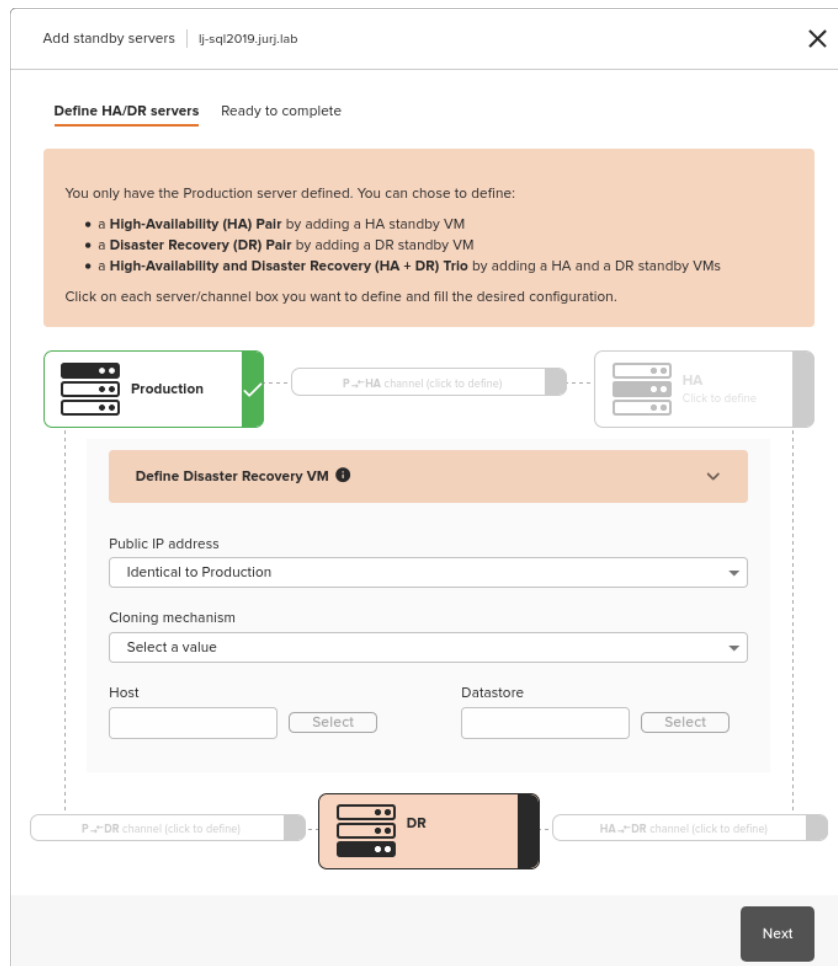 Add standby servers lj-sql2019.jurj.lab
Define HA/DR servers Ready to complete
You only have the Production server defined. You can chose to define:
• a High-Availability (HA) Pair by adding a HA standby VM
• a Disaster Recovery (DR) Pair by adding a DR standby VM
• a High-Availability and Disaster Recovery (HA + DR) Trio by adding a HA and a DR standby VMs
Click on each server/channel box you want to define and fill the desired configuration.
Production
P→←HA channel (click to define)
HA
Click to define
Define Disaster Recovery VM
Public IP address
Identical to Production
Cloning mechanism
Select a value
Host Datastore
Select Select
P→←DR channel (click to define)
DR
HA→←DR channel (click to define)
Next